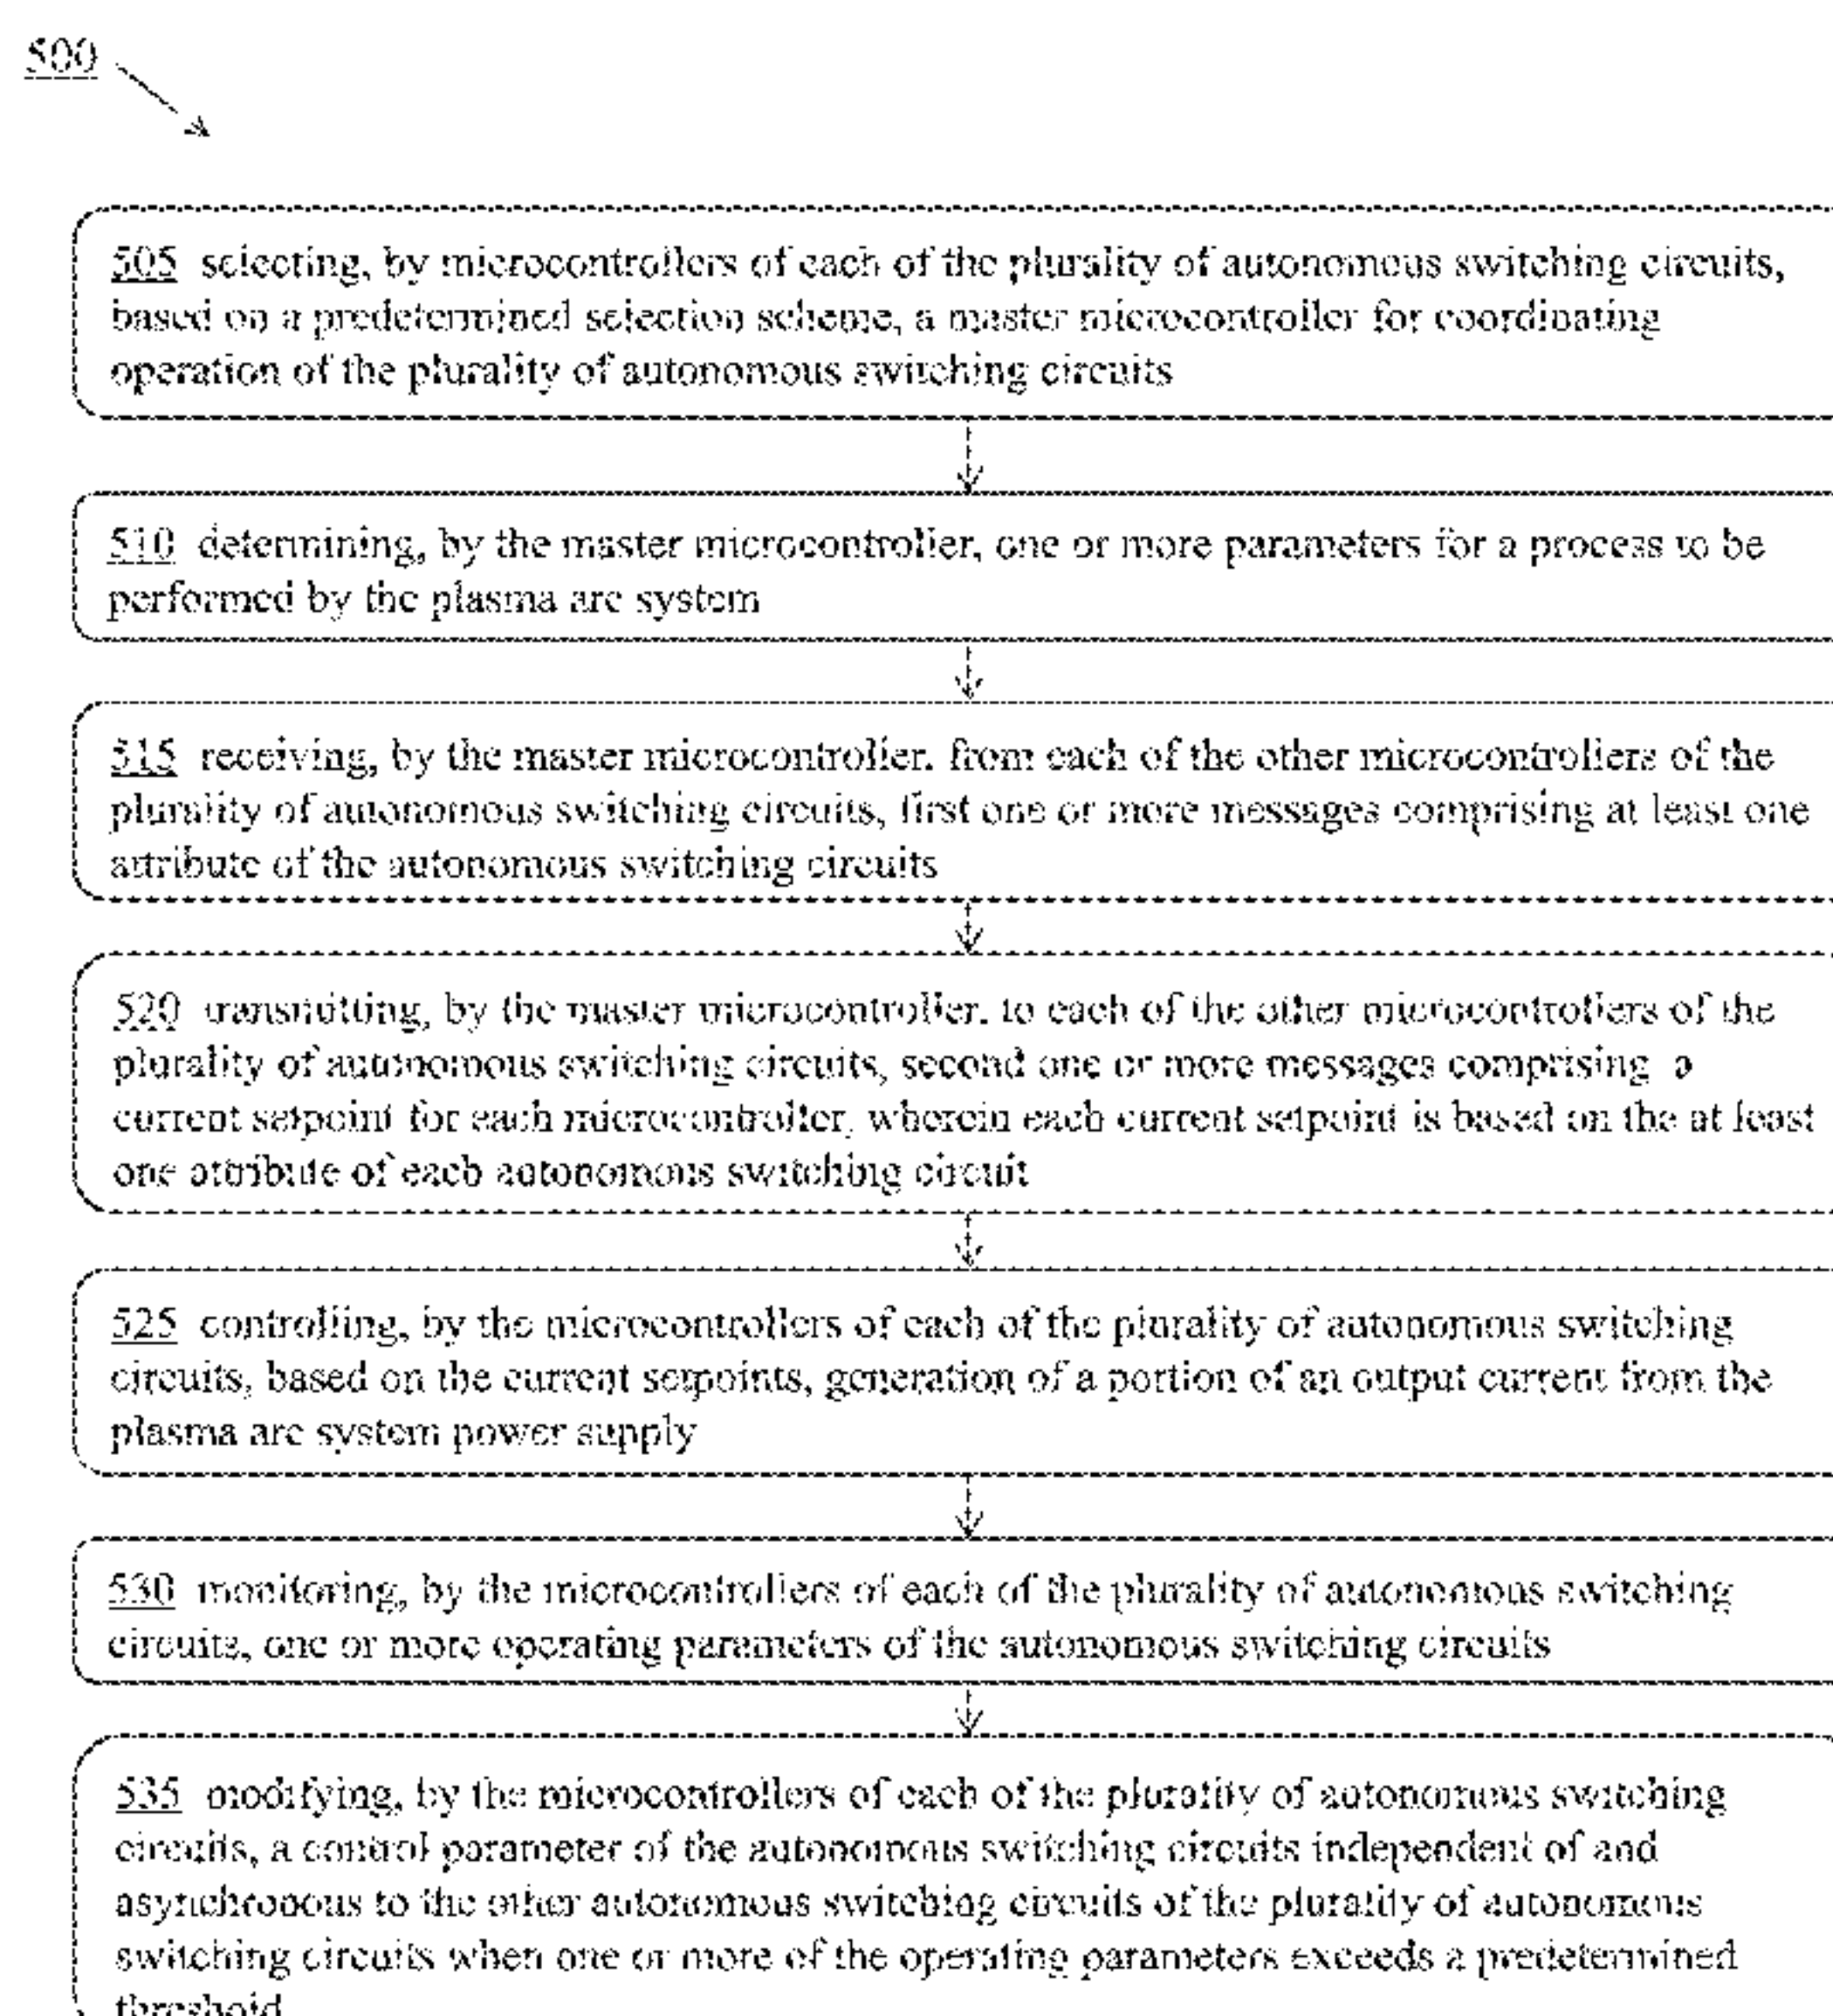 500
505 selecting, by microcontrollers of each of the plurality of autonomous switching circuits,
based on a predetermined selection scheme, a master microcontroller for coordinating
operation of the plurality of autonomous switching circuits
510 determining, by the master microcontroller, one or more parameters for a process to be
performed by the plasma arc system
515 receiving, by the master microcontroller, from each of the other microcontrollers of the
plurality of autonomous switching circuits, first one or more messages comprising at least one
attribute of the autonomous switching circuits
520 transmitting, by the master microcontroller, to each of the other microcontrollers of the
plurality of autonomous switching circuits, second one or more messages comprising a
current setpoint for each microcontroller, wherein each current setpoint is based on the at least
one attribute of each autonomous switching circuit
525 controlling, by the microcontrollers of each of the plurality of autonomous switching
circuits, based on the current setpoints, generation of a portion of an output current from the
plasma arc system power supply
530 monitoring, by the microcontrollers of each of the plurality of autonomous switching
circuits, one or more operating parameters of the autonomous switching circuits
535 modifying, by the microcontrollers of each of the plurality of autonomous switching
circuits, a control parameter of the autonomous switching circuits independent of and
asynchronous to the other autonomous switching circuits of the plurality of autonomous
switching circuits when one or more of the operating parameters exceeds a predetermined
threshold